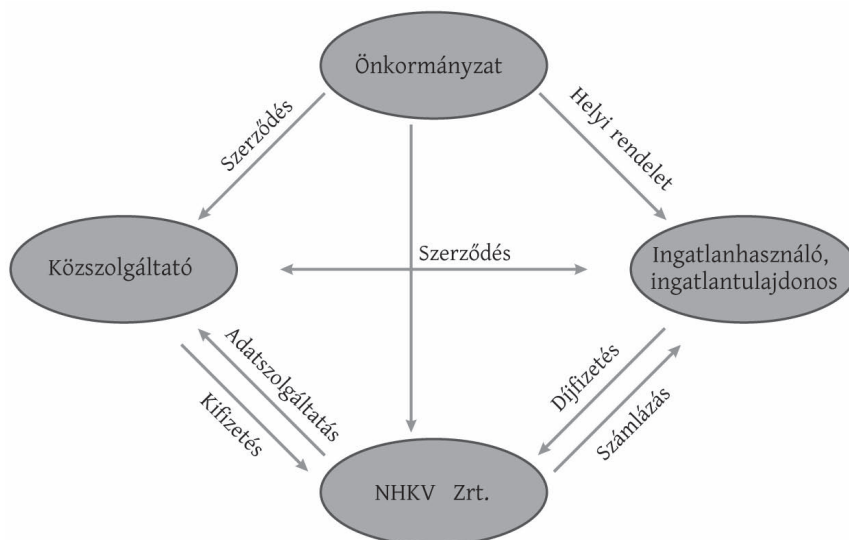 Önkormányzat
Szerződés
Helyi rendelet
Közszolgáltató
Szerződés
Ingatlanhasználó,
ingatlantulajdonos
Adatszolgáltatás
Kifizetés
Díjfizetés
Számlázás
NHKV Zrt.